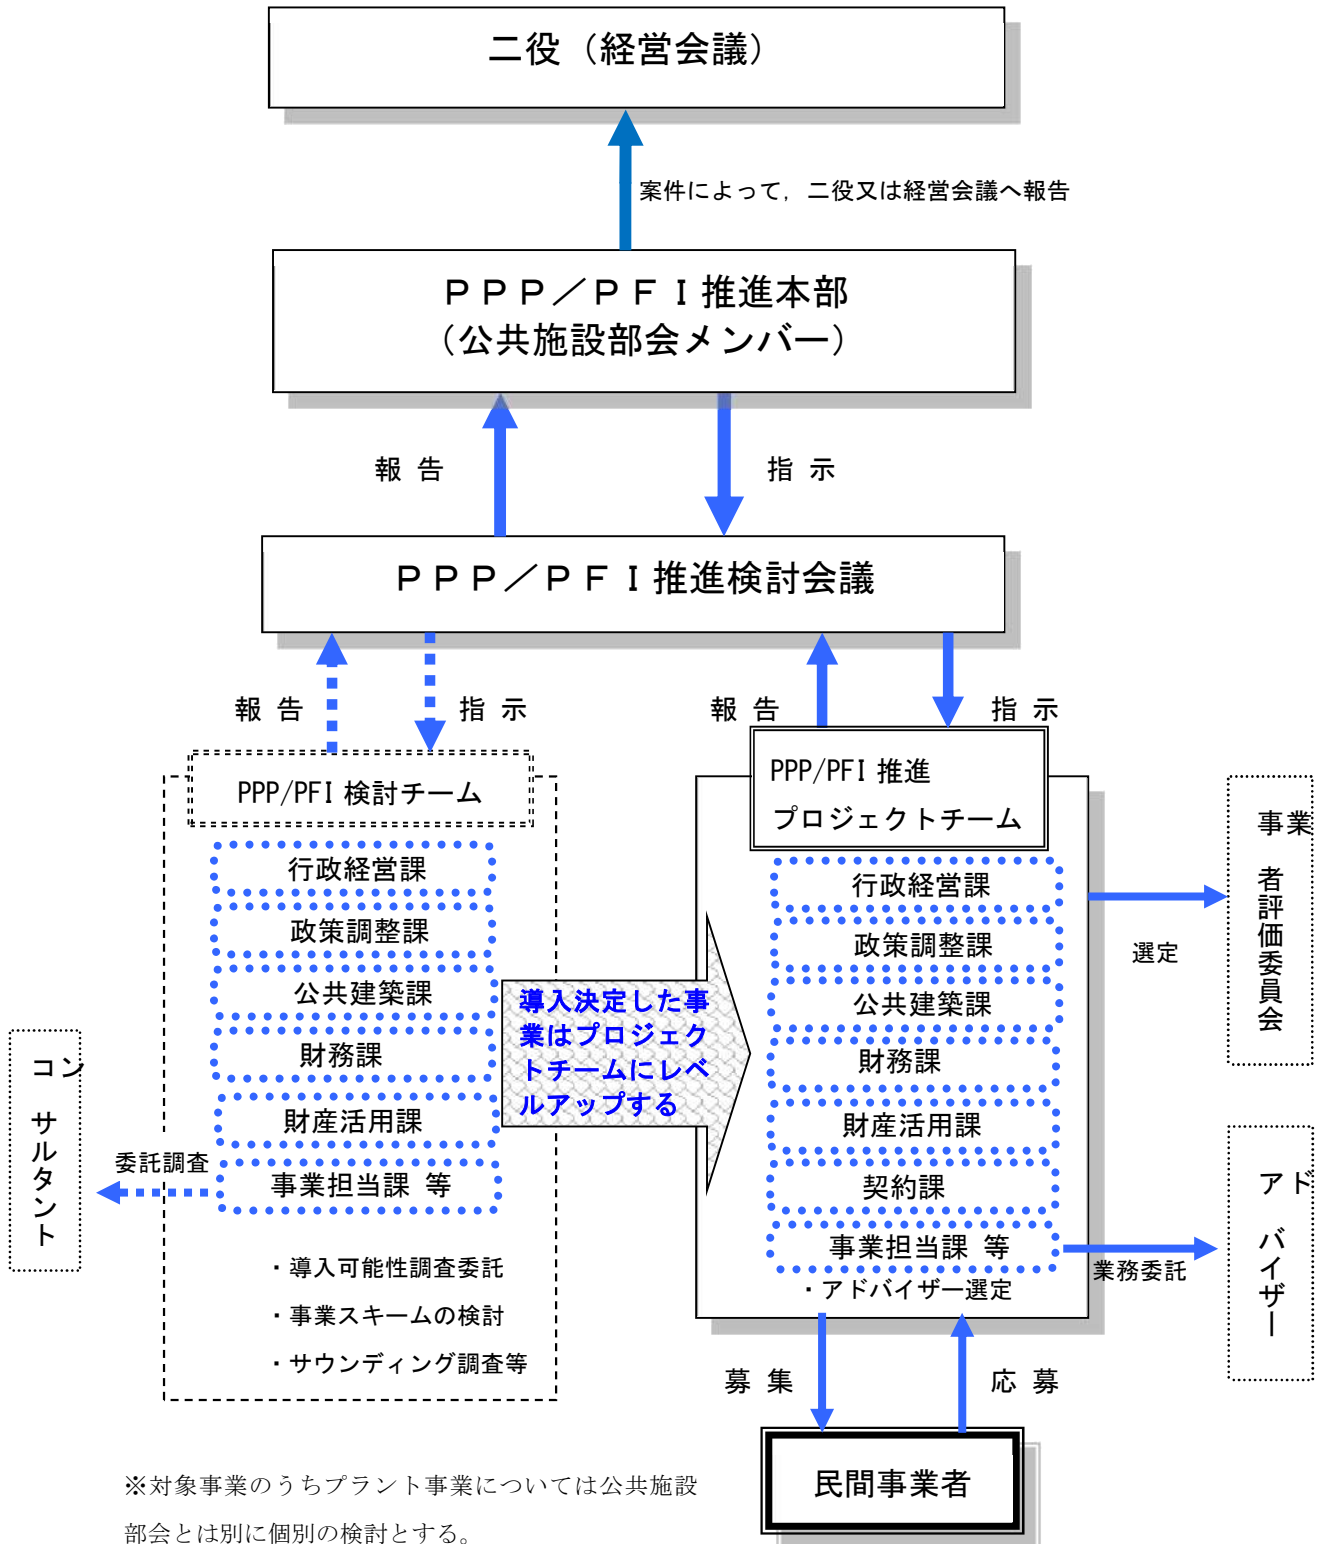 二役（経営会議）
案件によって，二役又は経営会議へ報告
ＰＰＰ／ＰＦＩ推進本部
（公共施設部会メンバー）
報 告
指 示
ＰＰＰ／ＰＦＩ推進検討会議
報 告
指 示
報 告
指 示
PPP/PFI 検討チーム
行政経営課
政策調整課
公共建築課
財務課
財産活用課
事業担当課 等
・導入可能性調査委託
・事業スキームの検討
・サウンディング調査等
委託調査
コン
サルタント
導入決定した事
業はプロジェク
トチームにレベ
ルアップする
PPP/PFI 推進
プロジェクトチーム
行政経営課
政策調整課
公共建築課
財務課
財産活用課
契約課
事業担当課 等
・アドバイザー選定
選定
事業
者評価委員会
業務委託
アド
バイザー
募 集
応 募
民間事業者
※対象事業のうちプラント事業については公共施設
部会とは別に個別の検討とする。